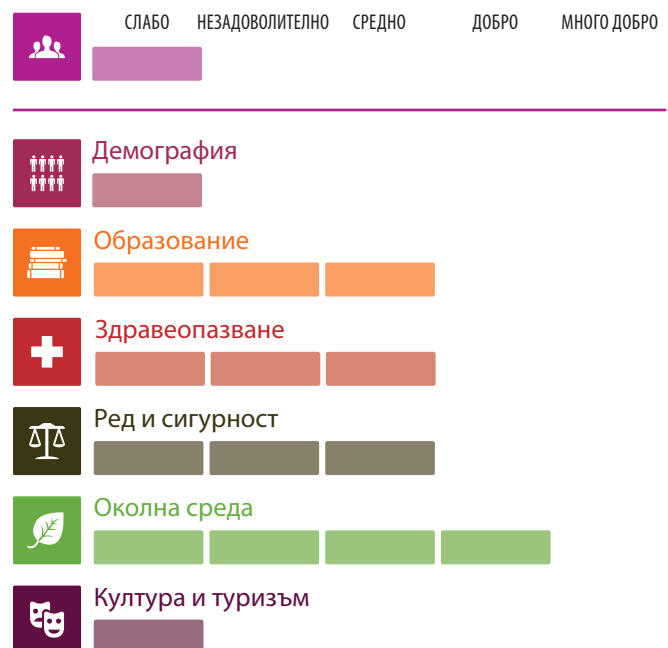 СЛАБО НЕЗАДОВОЛИТЕЛНО СРЕДНО ДОБРО МНОГО ДОБРО
Демография
Образование
Здравеопазване
Ред и сигурност
Околна среда
Култура и туризъм